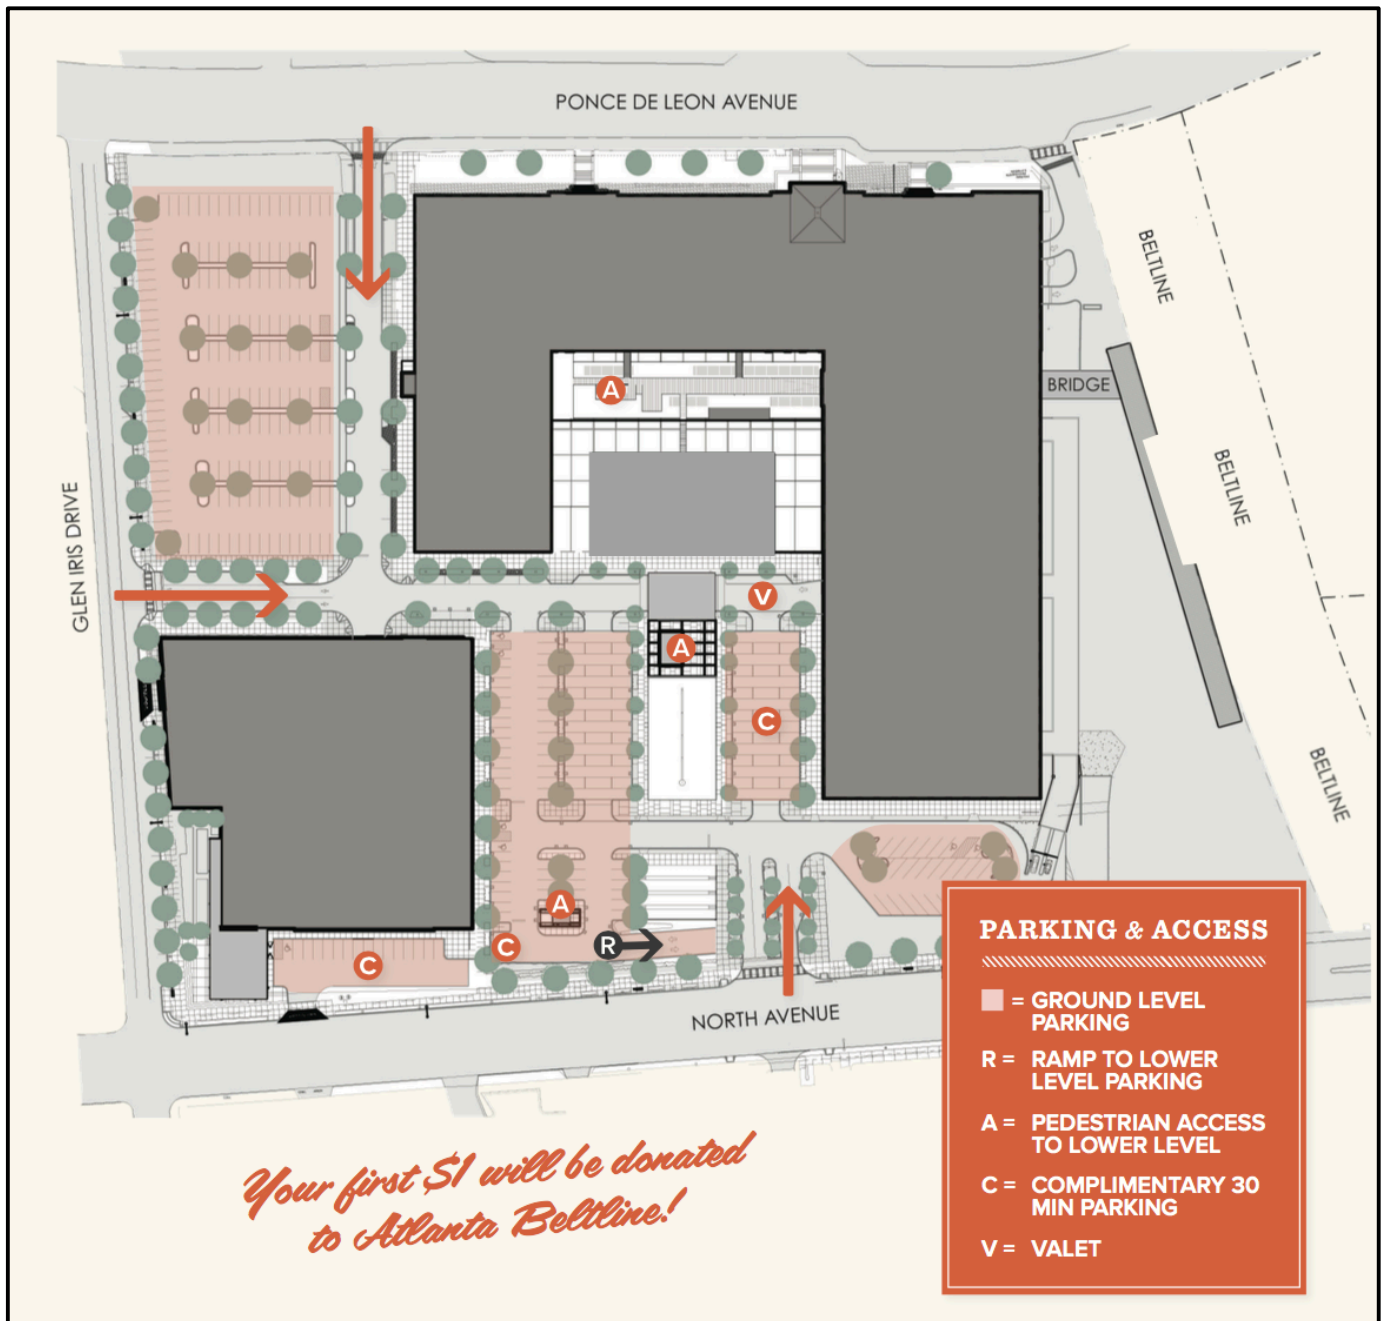 PONCE DE LEON AVENUE
BELTLINE
A
BRIDGE
BELTLINE
GLEN IRIS DRIVE
V
A
C
BELTLINE
A
C
R
C
NORTH AVENUE
PARKING & ACCESS
= GROUND LEVEL
PARKING
R = RAMP TO LOWER
LEVEL PARKING
A = PEDESTRIAN ACCESS
TO LOWER LEVEL
C = COMPLIMENTARY 30
MIN PARKING
V = VALET
Your first $1 will be donated
to Atlanta Beltline!